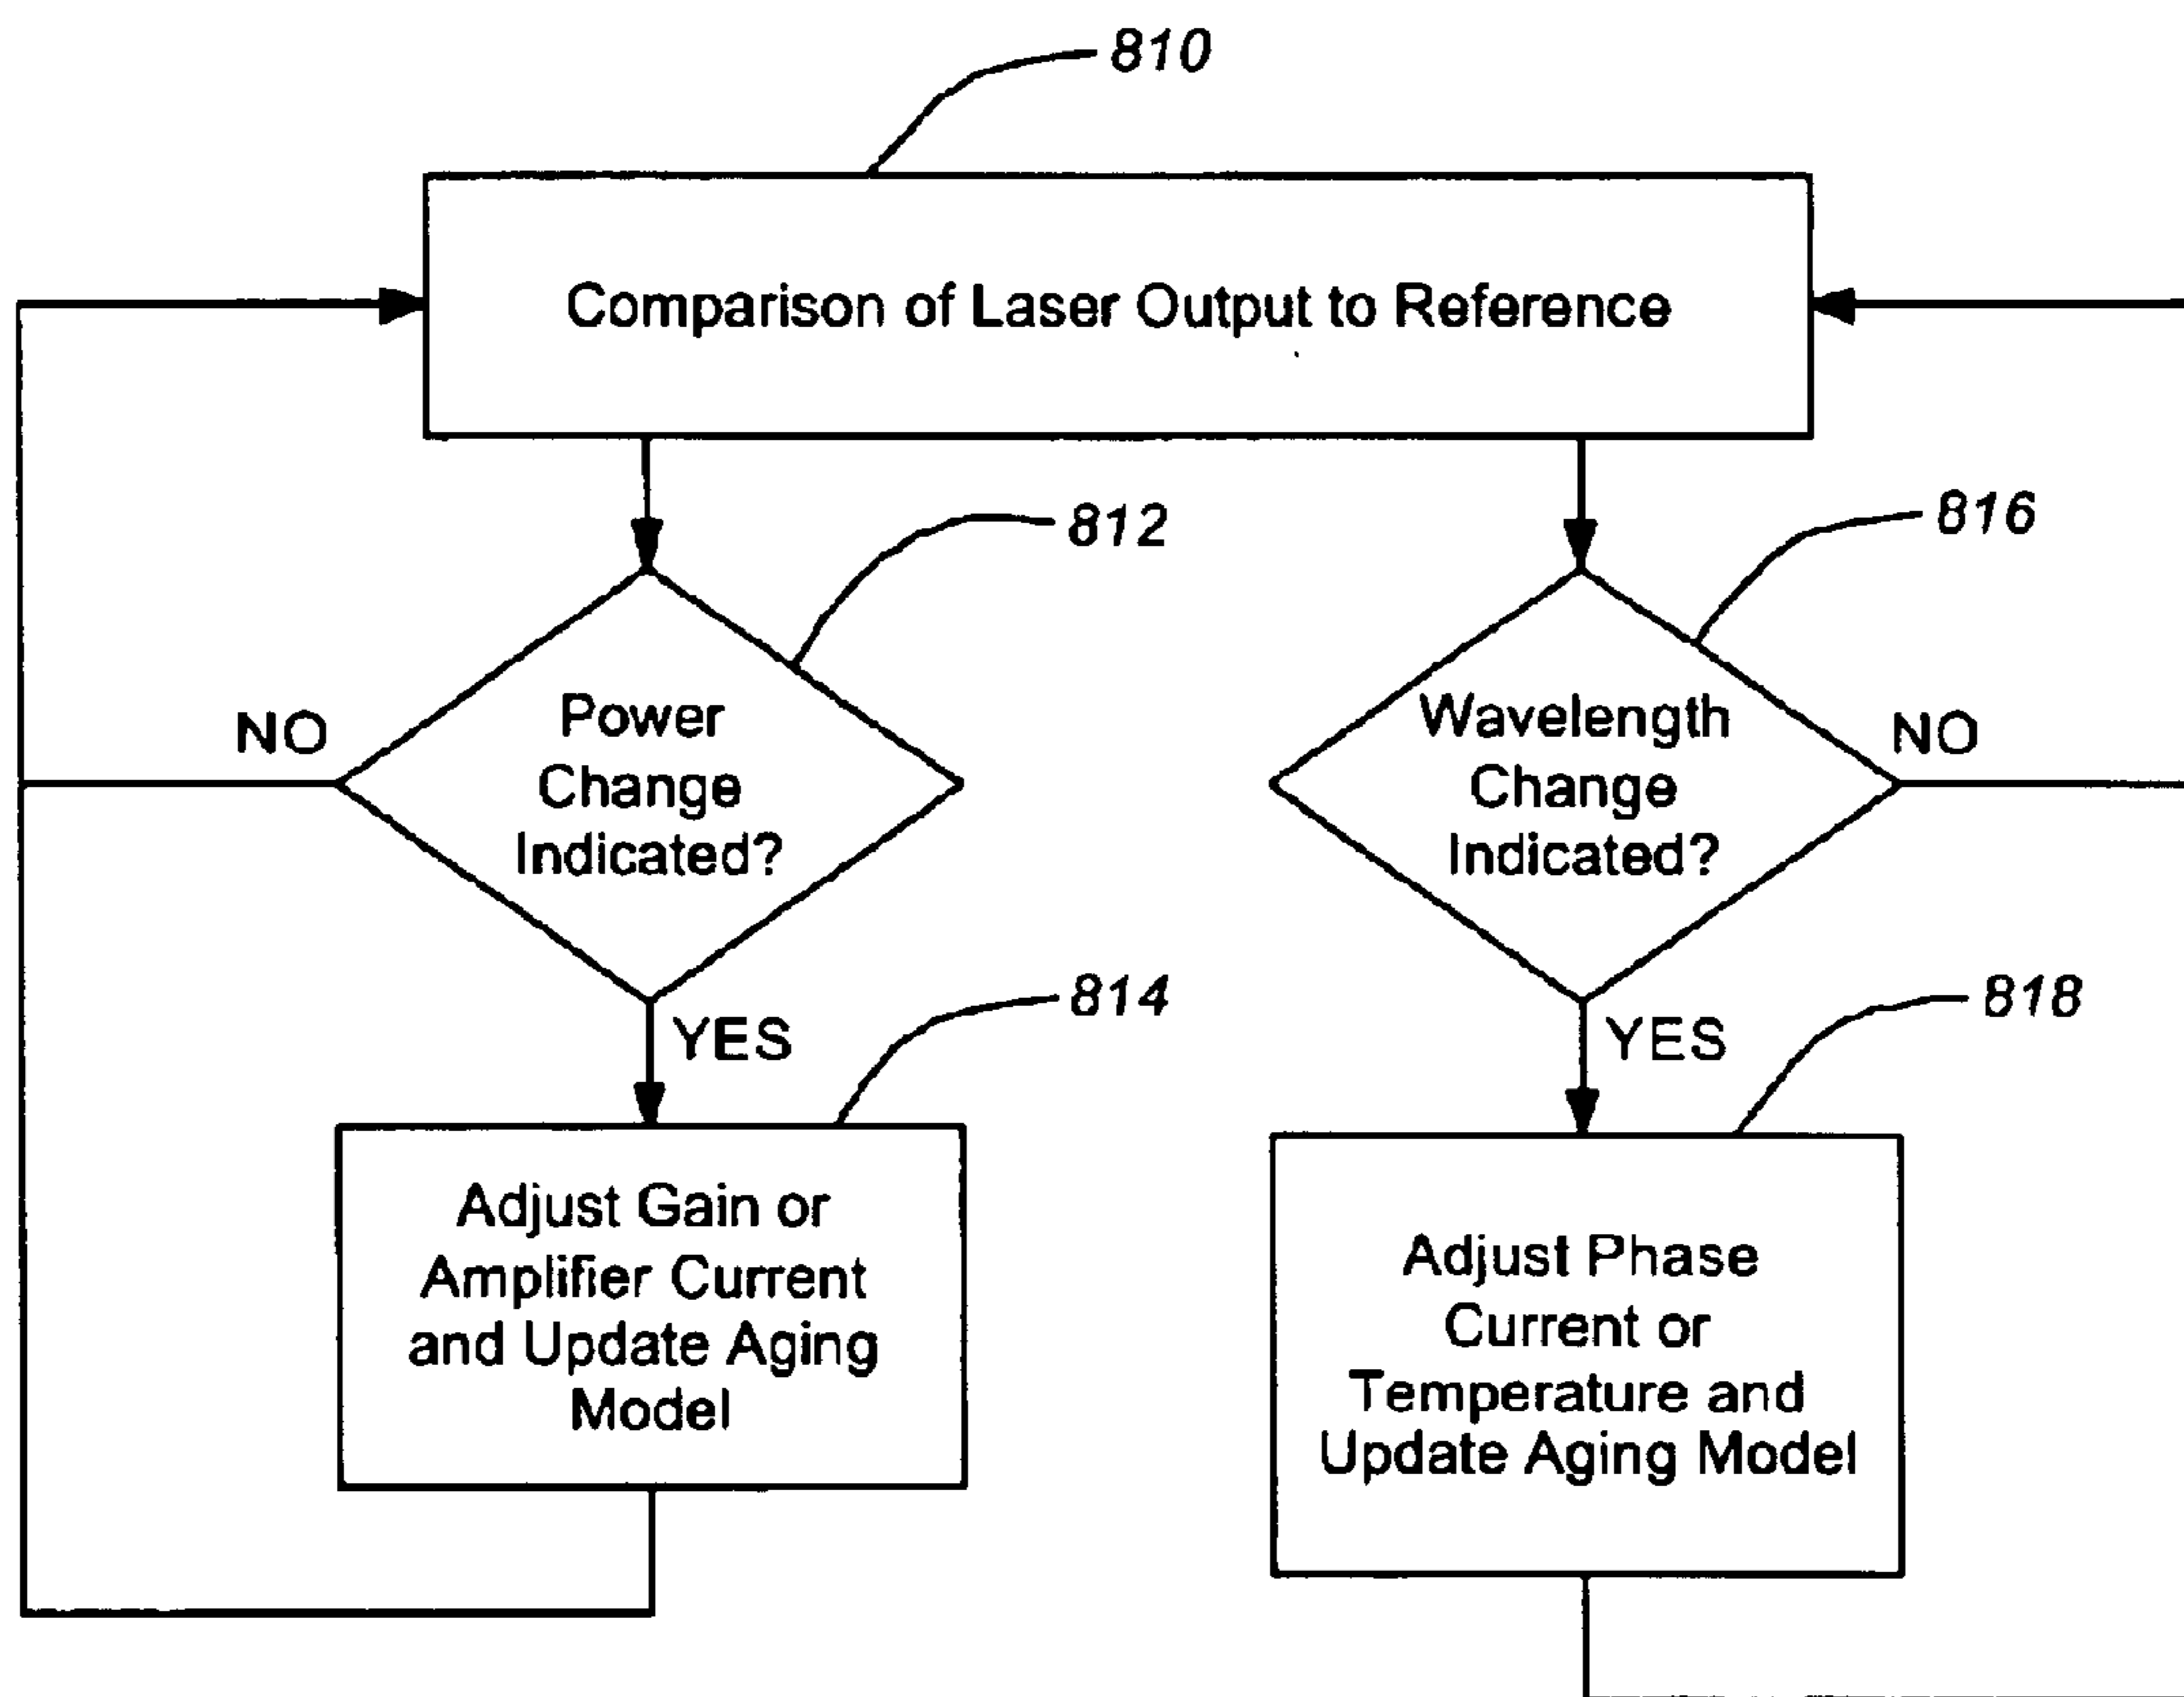 810
Comparison of Laser Output to Reference
812
816
Power
Change
Indicated?
NO
Wavelength
Change
Indicated?
NO
YES
814
YES
818
Adjust Gain or
Amplifier Current
and Update Aging
Model
Adjust Phase
Current or
Temperature and
Update Aging Model